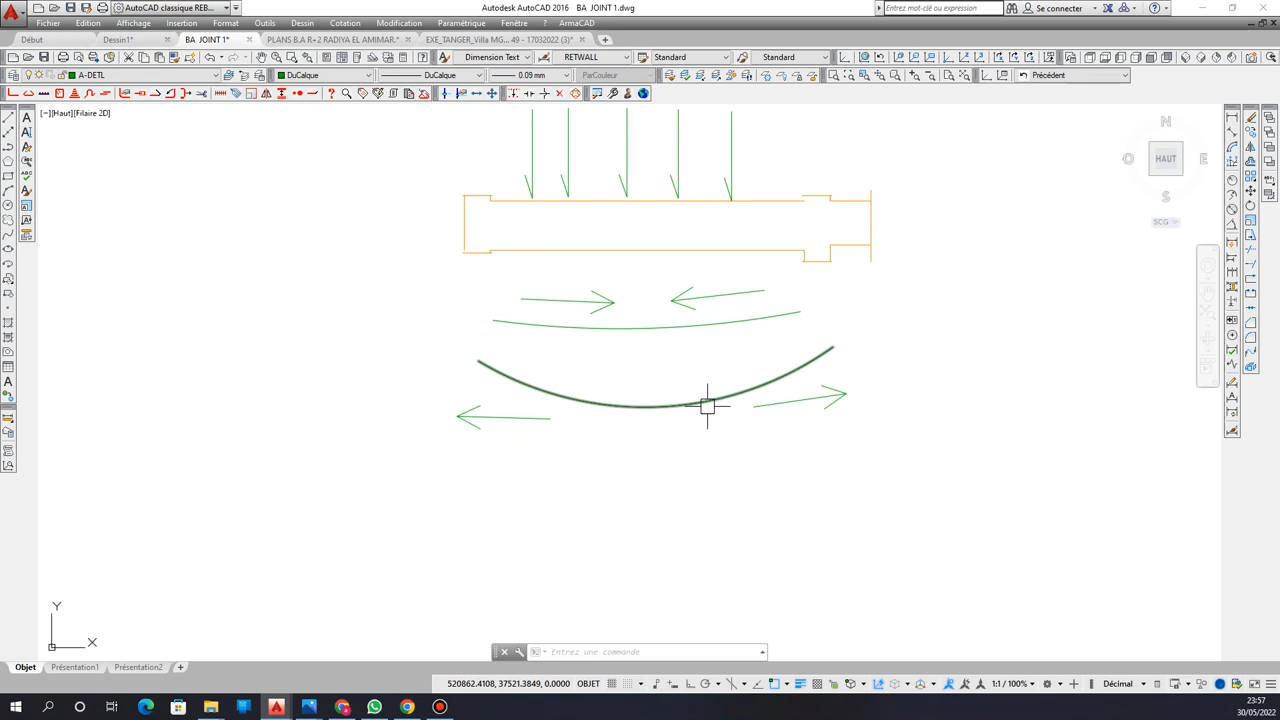 AutoCAD classique REB...
Autodesk AutoCAD 2016 BA JOINT 1.dwg
Entrez mot-clé ou expression
Se connecter
Fichier Edition Affichage Insertion Format Outils Dessin Cotation Modification Paramétrique Fenêtre ? ArmaCAD
Début Dessin1* BA JOINT 1* PLANS B.A R+2 RADIYA EL AMIMAR.* EXE_TANGER_Villa MG... 49 - 17032022 (3)*
Dimension Text RETWALL Standard Standard
A-DETL DuCalque DuCalque 0.09 mm ParCouleur Précédent
[−][Haut][Filaire 2D]
N
O HAUT E
S
SCG
Y
X
Entrez une commande
Objet Présentation1 Présentation2
520862.4108, 37521.3849, 0.0000 OBJET 1:1 / 100% Décimal
23:57
30/05/2022